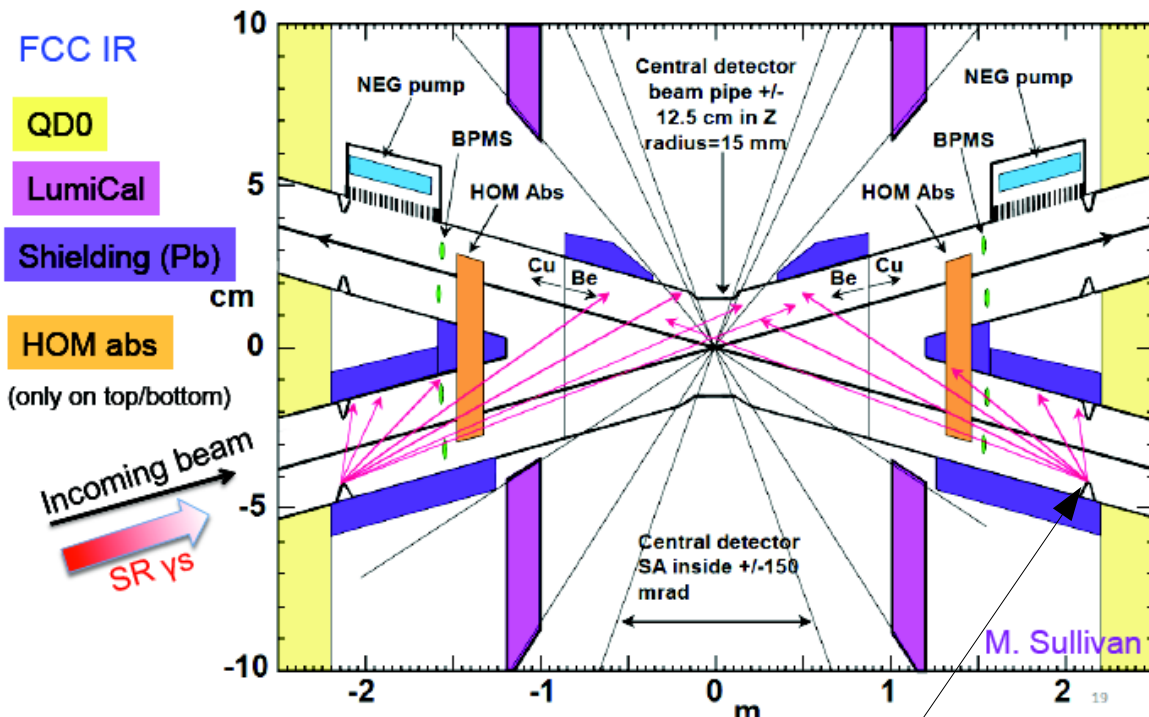 FCC IR
QD0
LumiCal
Shielding (Pb)
HOM abs
(only on top/bottom)
Incoming beam
SR γs
10
5
0
-5
-10
cm
NEG pump
BPMS
HOM Abs
Cu
Be
Central detector
beam pipe +/-
12.5 cm in Z
radius=15 mm
NEG pump
BPMS
HOM Abs
Be
Cu
Central detector
SA inside +/-150
mrad
M. Sullivan
-2
-1
0
1
2
m
19